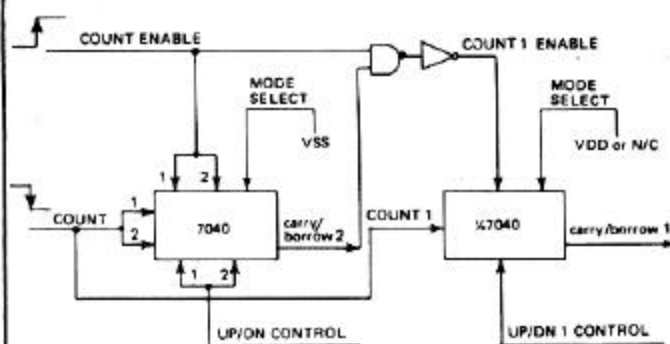 COUNT ENABLE
COUNT 1 ENABLE
MODE
SELECT
VSS
MODE
SELECT
VDD or N/C
1
2
COUNT
1
2
7040
carry/
borrow 2
COUNT 1
½7040
carry/borrow 1
1
2
UP/DN CONTROL
UP/DN 1 CONTROL